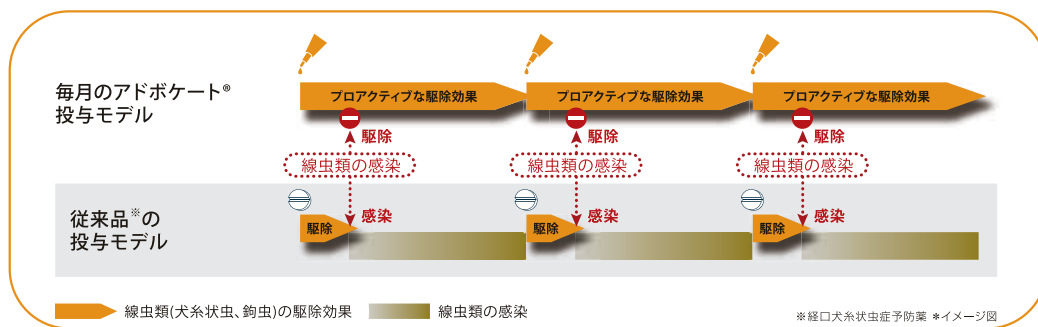 毎月のアドボケート®
投与モデル
プロアクティブな駆除効果
プロアクティブな駆除効果
プロアクティブな駆除効果
駆除
駆除
駆除
線虫類の感染
線虫類の感染
線虫類の感染
従来品※の
投与モデル
感染
感染
感染
駆除
駆除
駆除
線虫類(犬糸状虫、鉤虫)の駆除効果
線虫類の感染
※経口犬糸状虫症予防薬 *イメージ図